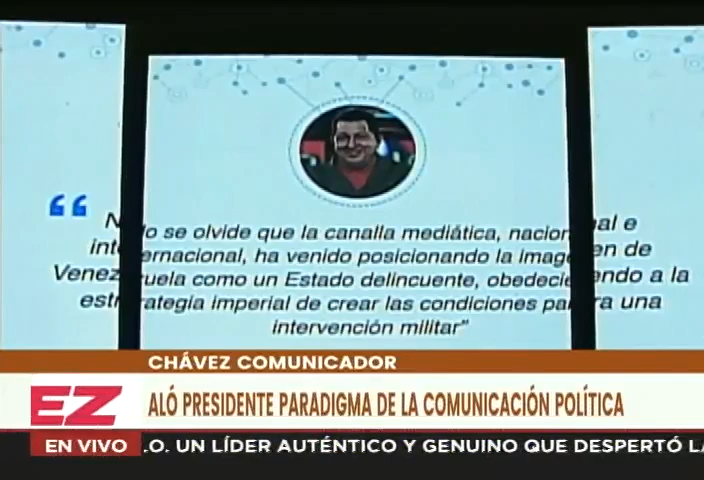 “ No se olvide que la canalla mediática, nacional e
internacional, ha venido posicionando la imagen de
Venezuela como un Estado delincuente, obedeciendo a la
estrategia imperial de crear las condiciones para una
intervención militar”
CHÁVEZ COMUNICADOR
EZ
ALÓ PRESIDENTE PARADIGMA DE LA COMUNICACIÓN POLÍTICA
EN VIVO
.O. UN LÍDER AUTÉNTICO Y GENUINO QUE DESPERTÓ LA